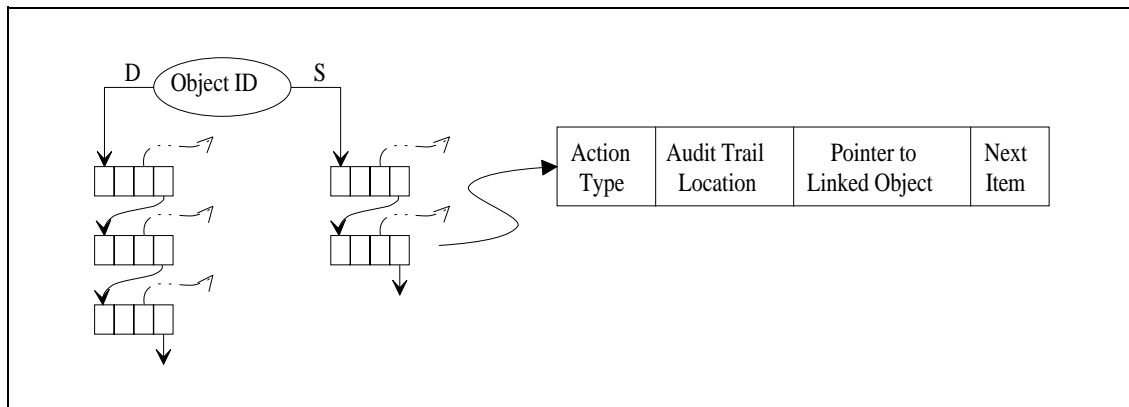 D
Object ID
S
Action
Type
Audit Trail
Location
Pointer to
Linked Object
Next
Item